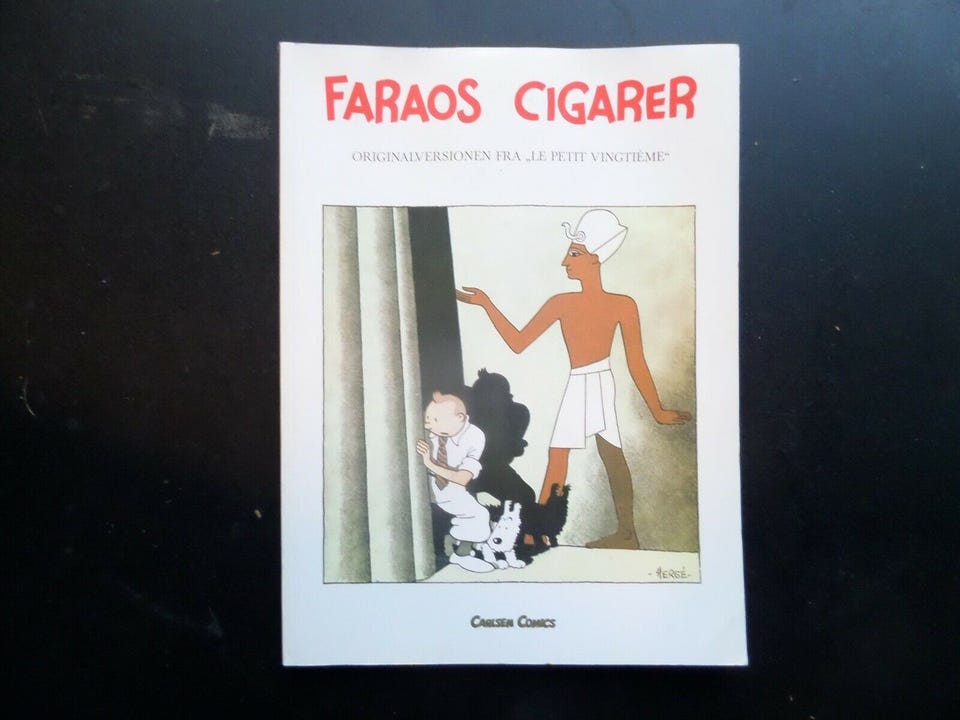 FARAOS CIGARER
ORIGINALVERSIONEN FRA „LE PETIT VINGTIÈME“
-HERGÉ-
CARLSEN COMICS